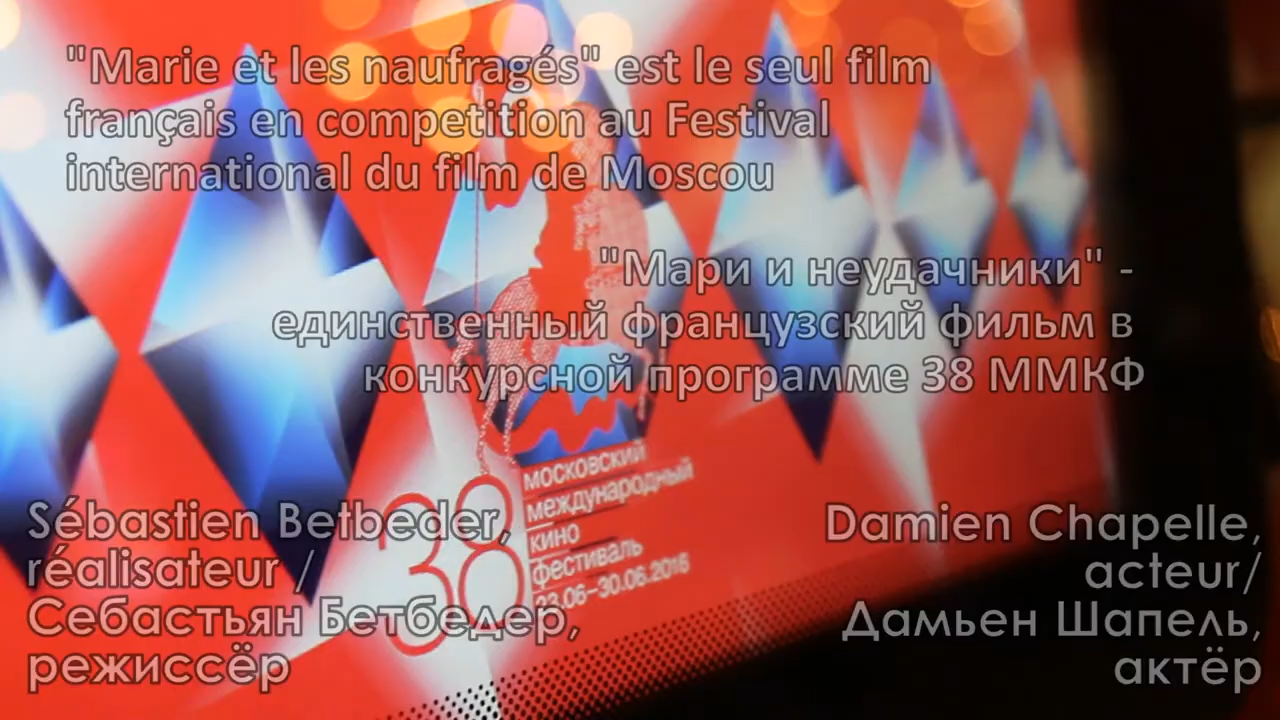 "Marie et les naufragés" est le seul film
français en competition au Festival
international du film de Moscou
"Мари и неудачники" -
единственный французский фильм в
конкурсной программе 38 ММКФ
38
московский
международный
кино
фестиваль
23.06–30.06.2016
Sébastien Betbeder,
réalisateur /
Себастьян Бетбедер,
режиссёр
Damien Chapelle,
acteur/
Дамьен Шапель,
актёр